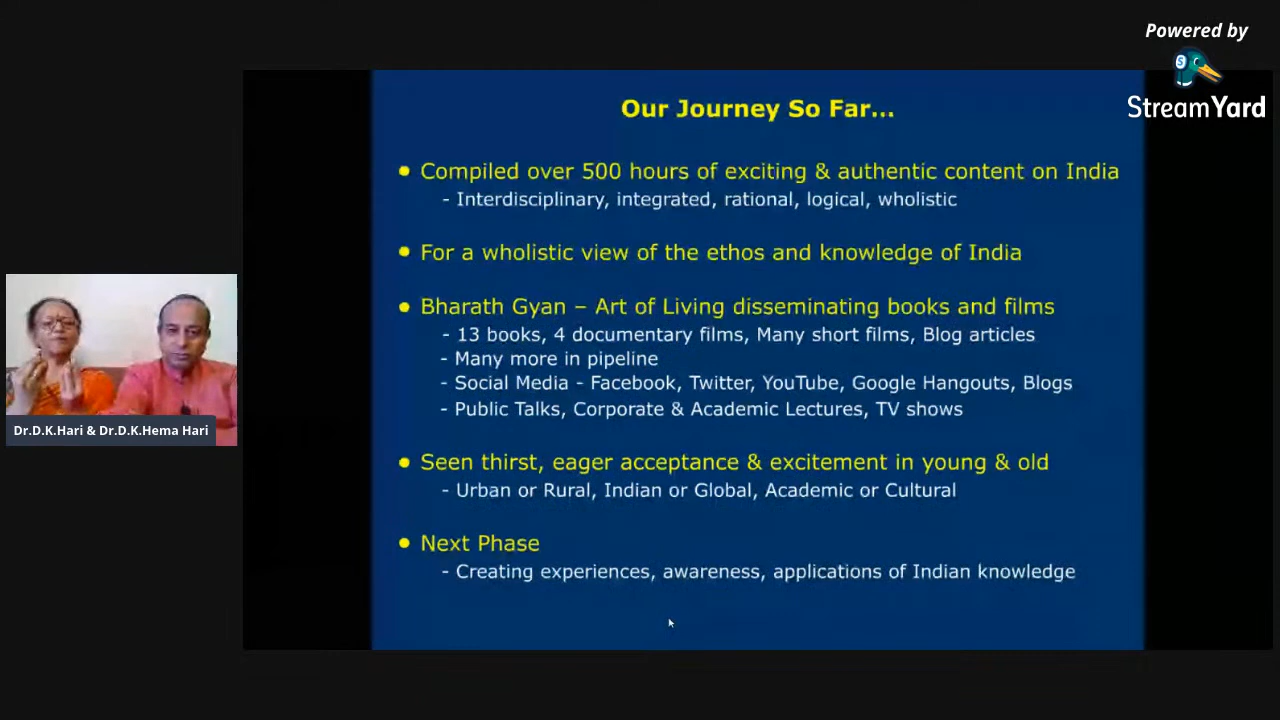 Powered by
StreamYard
Our Journey So Far...
• Compiled over 500 hours of exciting & authentic content on India
- Interdisciplinary, integrated, rational, logical, wholistic
• For a wholistic view of the ethos and knowledge of India
• Bharath Gyan – Art of Living disseminating books and films
- 13 books, 4 documentary films, Many short films, Blog articles
- Many more in pipeline
- Social Media - Facebook, Twitter, YouTube, Google Hangouts, Blogs
- Public Talks, Corporate & Academic Lectures, TV shows
• Seen thirst, eager acceptance & excitement in young & old
- Urban or Rural, Indian or Global, Academic or Cultural
• Next Phase
- Creating experiences, awareness, applications of Indian knowledge
Dr.D.K.Hari & Dr.D.K.Hema Hari